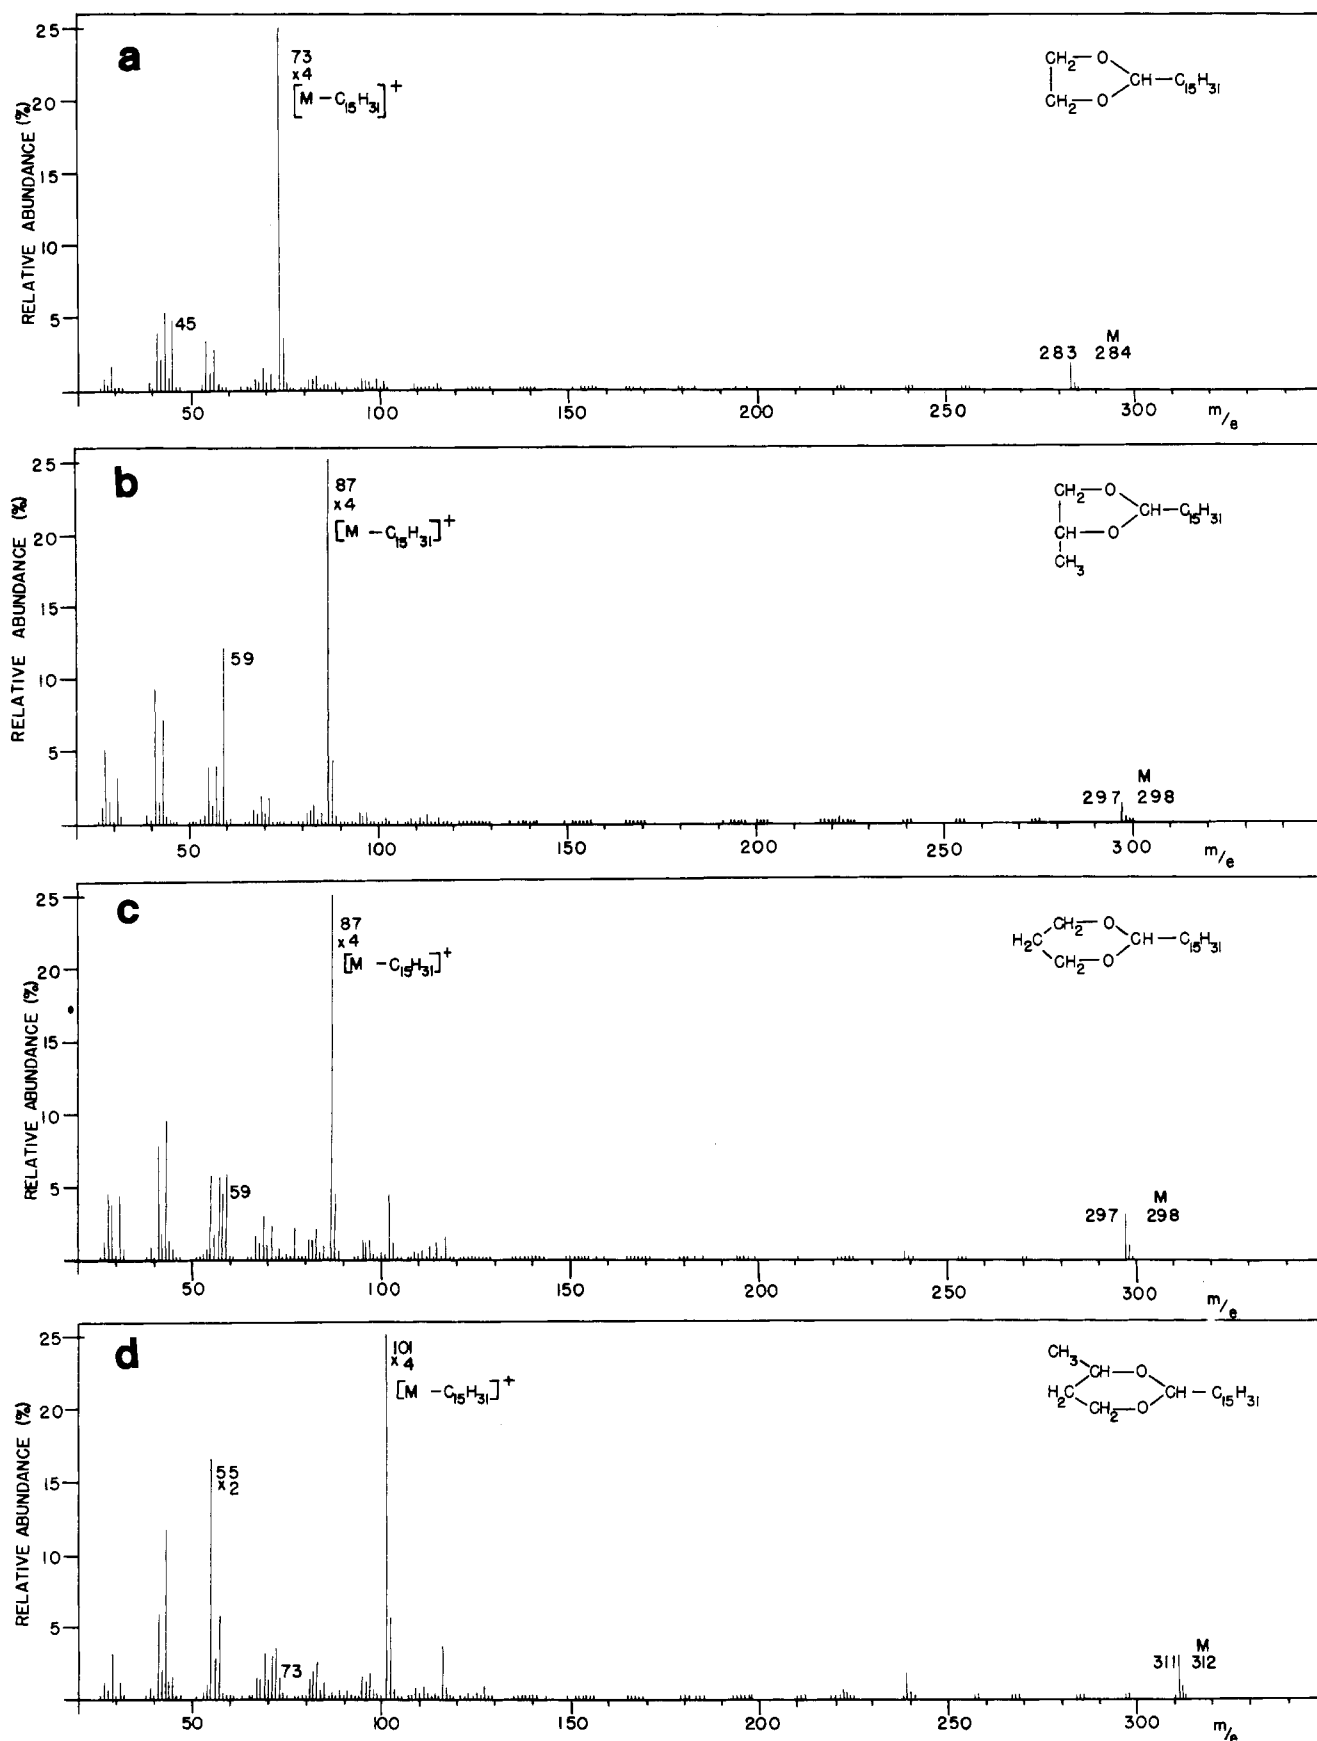 a
RELATIVE ABUNDANCE (%)
25
20
15
10
5
73
x4
[M – C15H31]+
45
CH2 — O
CH — C15H31
CH2 — O
M
283 284
50 100 150 200 250 300 m/e
b
RELATIVE ABUNDANCE (%)
25
20
15
10
5
87
x4
[M – C15H31]+
59
CH2 — O
CH — C15H31
CH — O
CH3
M
297 298
50 100 150 200 250 300 m/e
c
RELATIVE ABUNDANCE (%)
25
20
15
10
5
87
x4
[M – C15H31]+
59
CH2 — O
H2C CH — C15H31
CH2 — O
M
297 298
50 100 150 200 250 300 m/e
d
RELATIVE ABUNDANCE (%)
25
20
15
10
5
101
x4
[M – C15H31]+
55
x2
73
CH3
CH — O
H2C CH — C15H31
CH2 — O
M
311 312
50 100 150 200 250 300 m/e